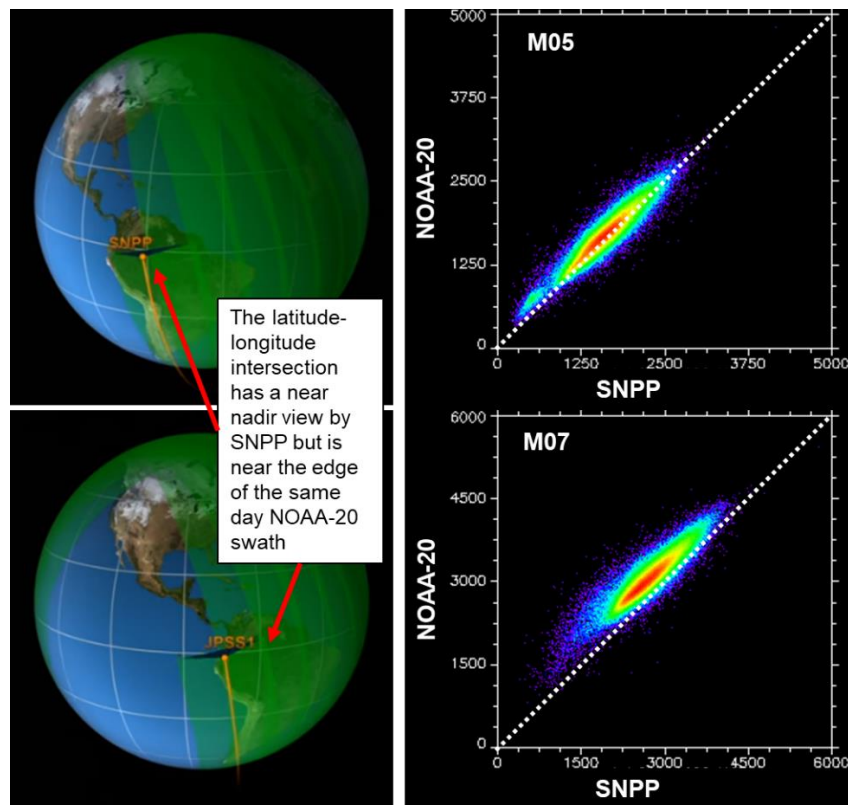 SNPP
The latitude-
longitude
intersection
has a near
nadir view by
SNPP but is
near the edge
of the same
day NOAA-20
swath
JPSS1
M05
NOAA-20
5000
3750
2500
1250
0
0 1250 2500 3750 5000
SNPP
M07
NOAA-20
6000
4500
3000
1500
0
0 1500 3000 4500 6000
SNPP